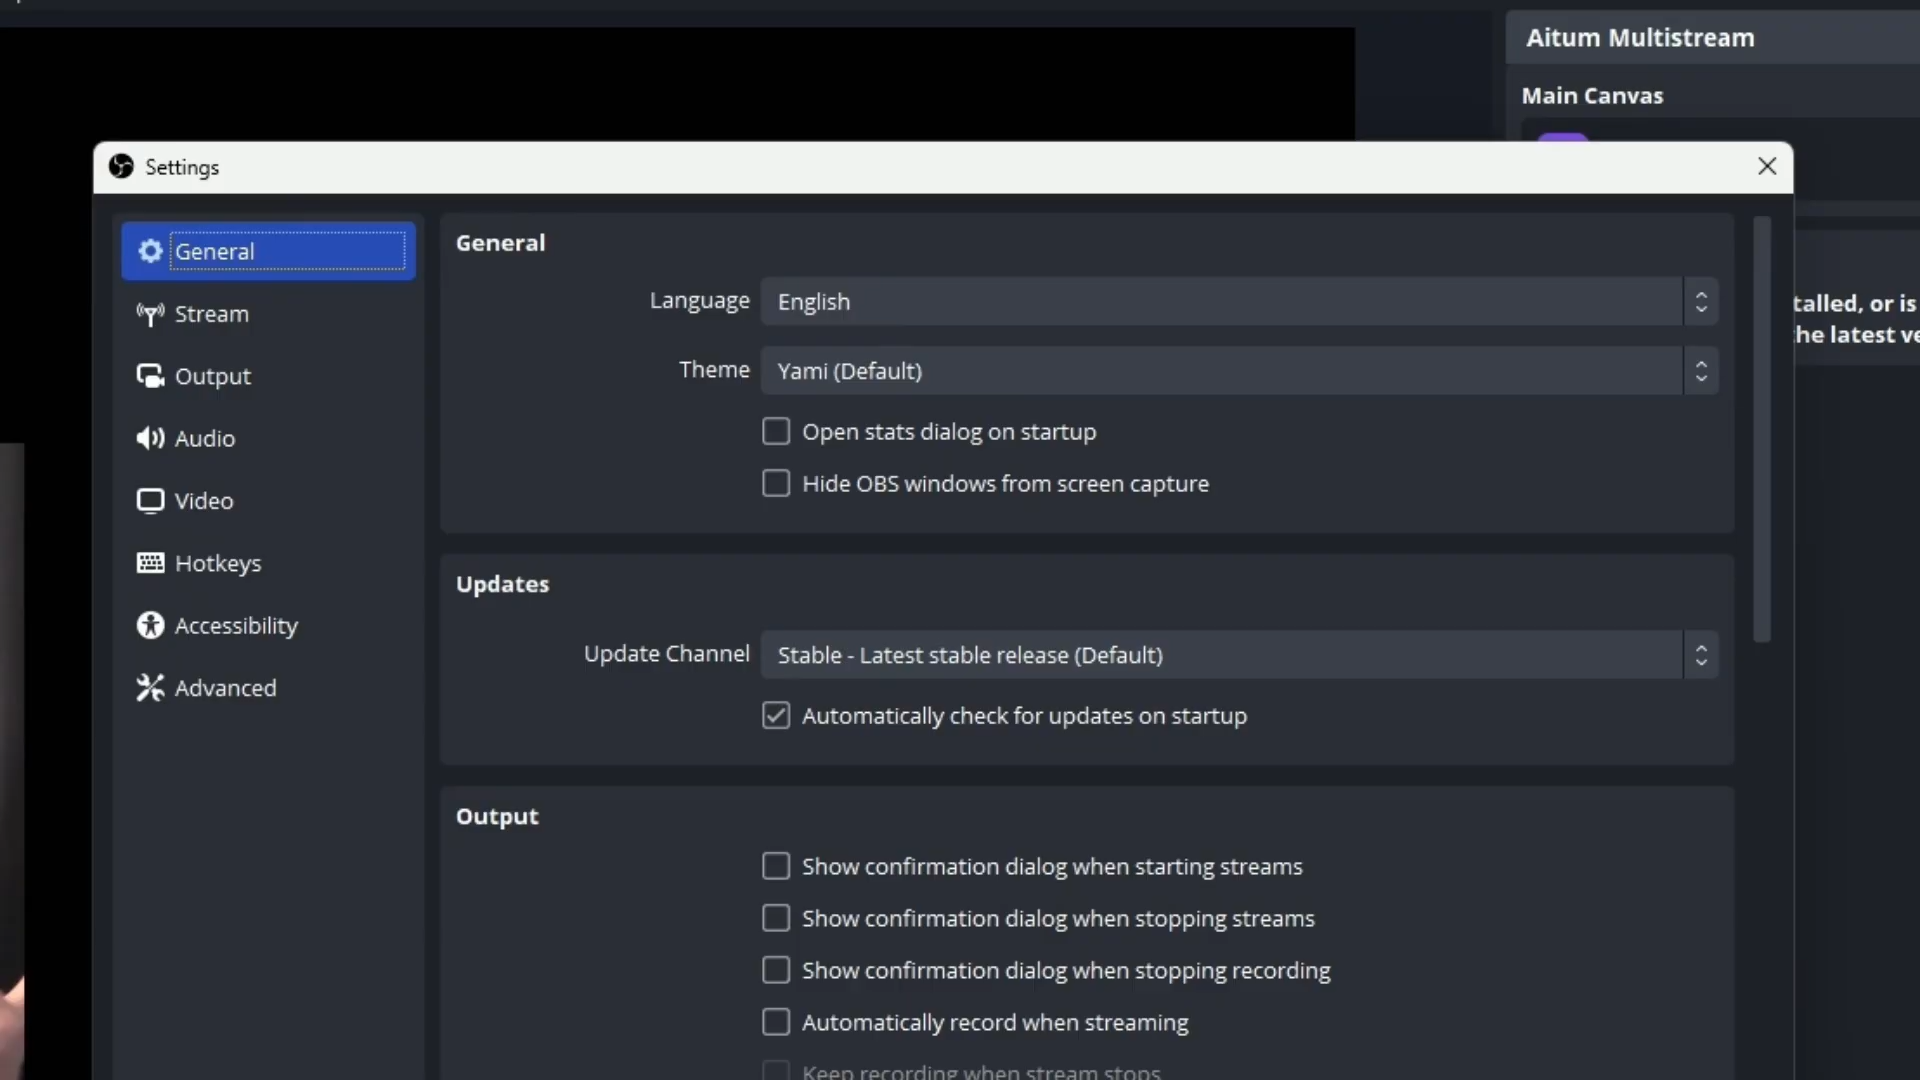 Aitum Multistream
Main Canvas
Settings
General
Stream
Output
Audio
Video
Hotkeys
Accessibility
Advanced
General
Language English
Theme Yami (Default)
Open stats dialog on startup
Hide OBS windows from screen capture
Updates
Update Channel Stable - Latest stable release (Default)
Automatically check for updates on startup
Output
Show confirmation dialog when starting streams
Show confirmation dialog when stopping streams
Show confirmation dialog when stopping recording
Automatically record when streaming
Keep recording when stream stops
talled, or is
the latest ve